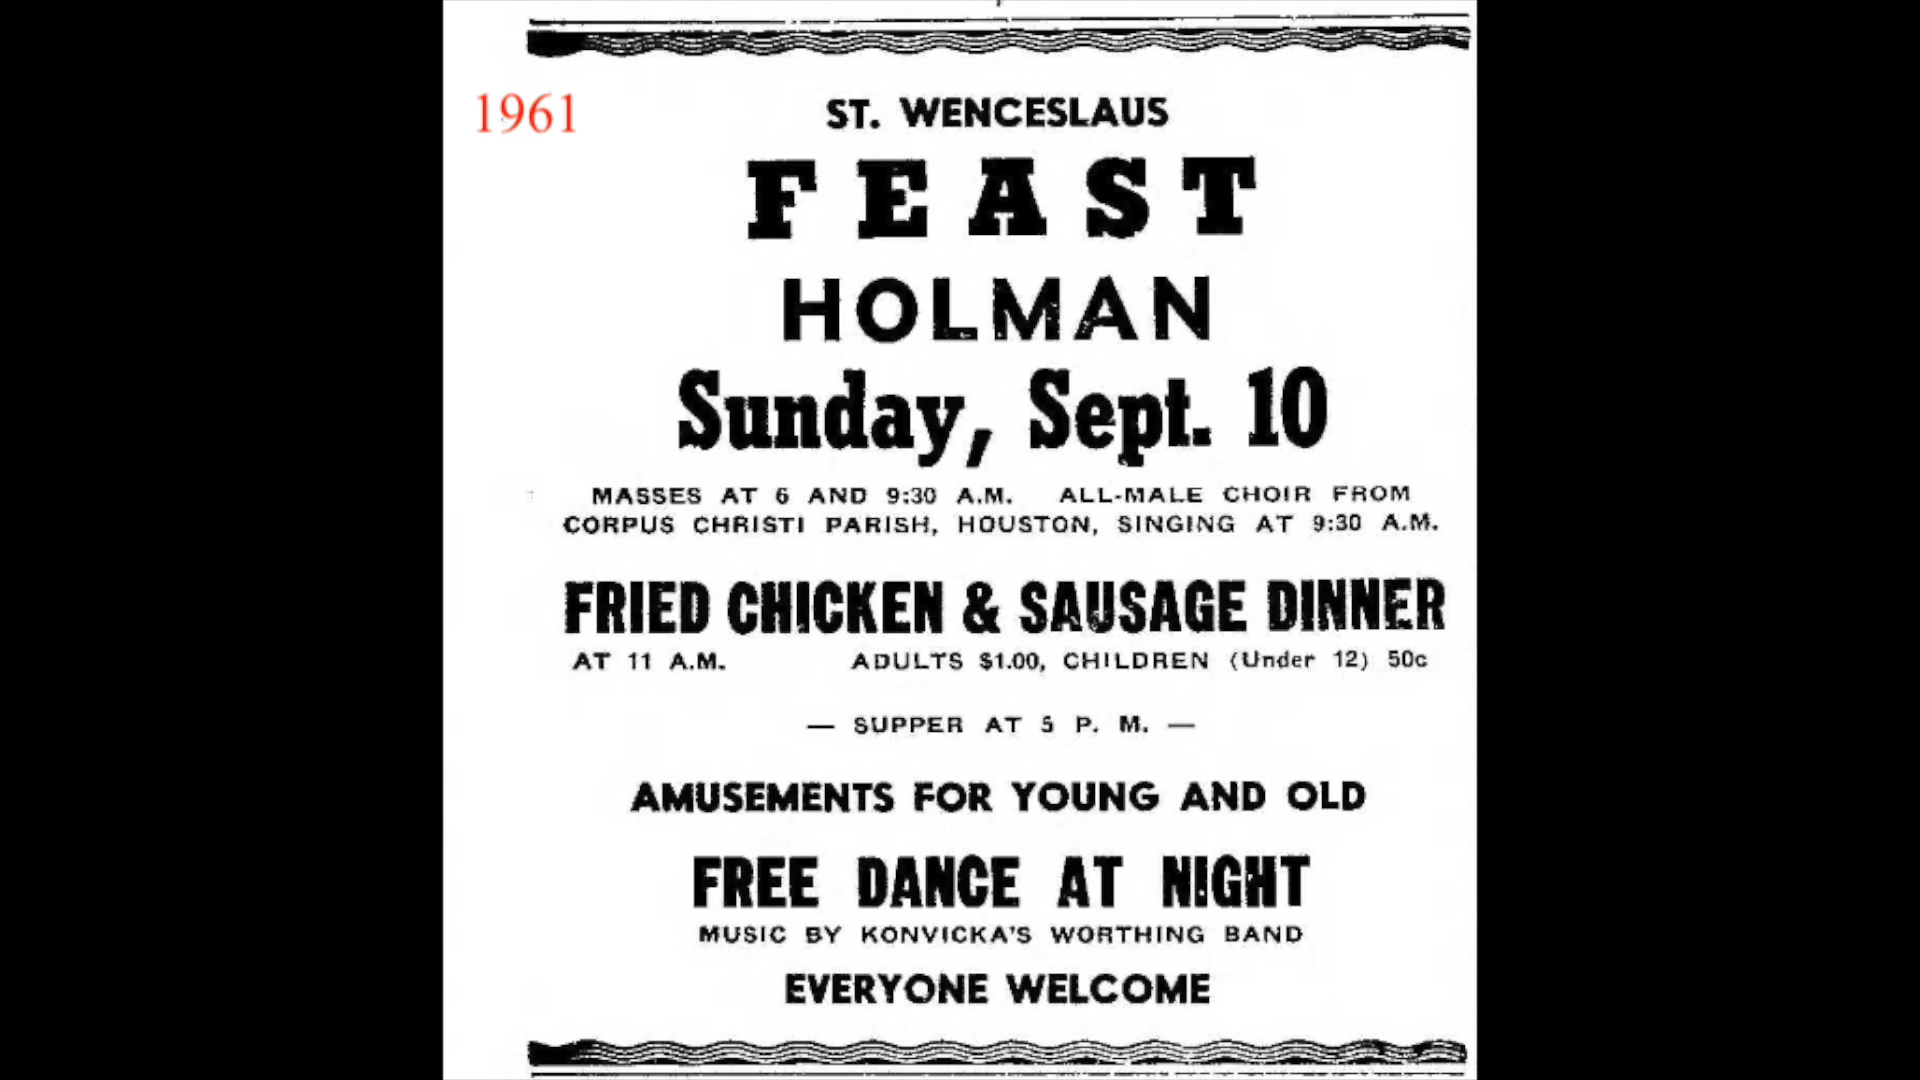 1961
ST. WENCESLAUS
FEAST
HOLMAN
Sunday, Sept. 10
MASSES AT 6 AND 9:30 A.M. ALL-MALE CHOIR FROM
CORPUS CHRISTI PARISH, HOUSTON, SINGING AT 9:30 A.M.
FRIED CHICKEN & SAUSAGE DINNER
AT 11 A.M. ADULTS $1.00, CHILDREN (Under 12) 50c
— SUPPER AT 5 P. M. —
AMUSEMENTS FOR YOUNG AND OLD
FREE DANCE AT NIGHT
MUSIC BY KONVICKA'S WORTHING BAND
EVERYONE WELCOME